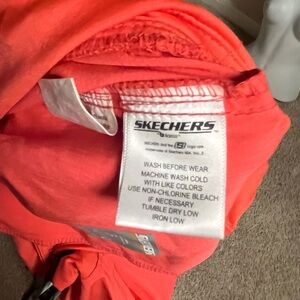 SKECHERS
WASH BEFORE WEAR
MACHINE WASH COLD
WITH LIKE COLORS
USE NON-CHLORINE BLEACH
IF NECESSARY
TUMBLE DRY LOW
IRON LOW